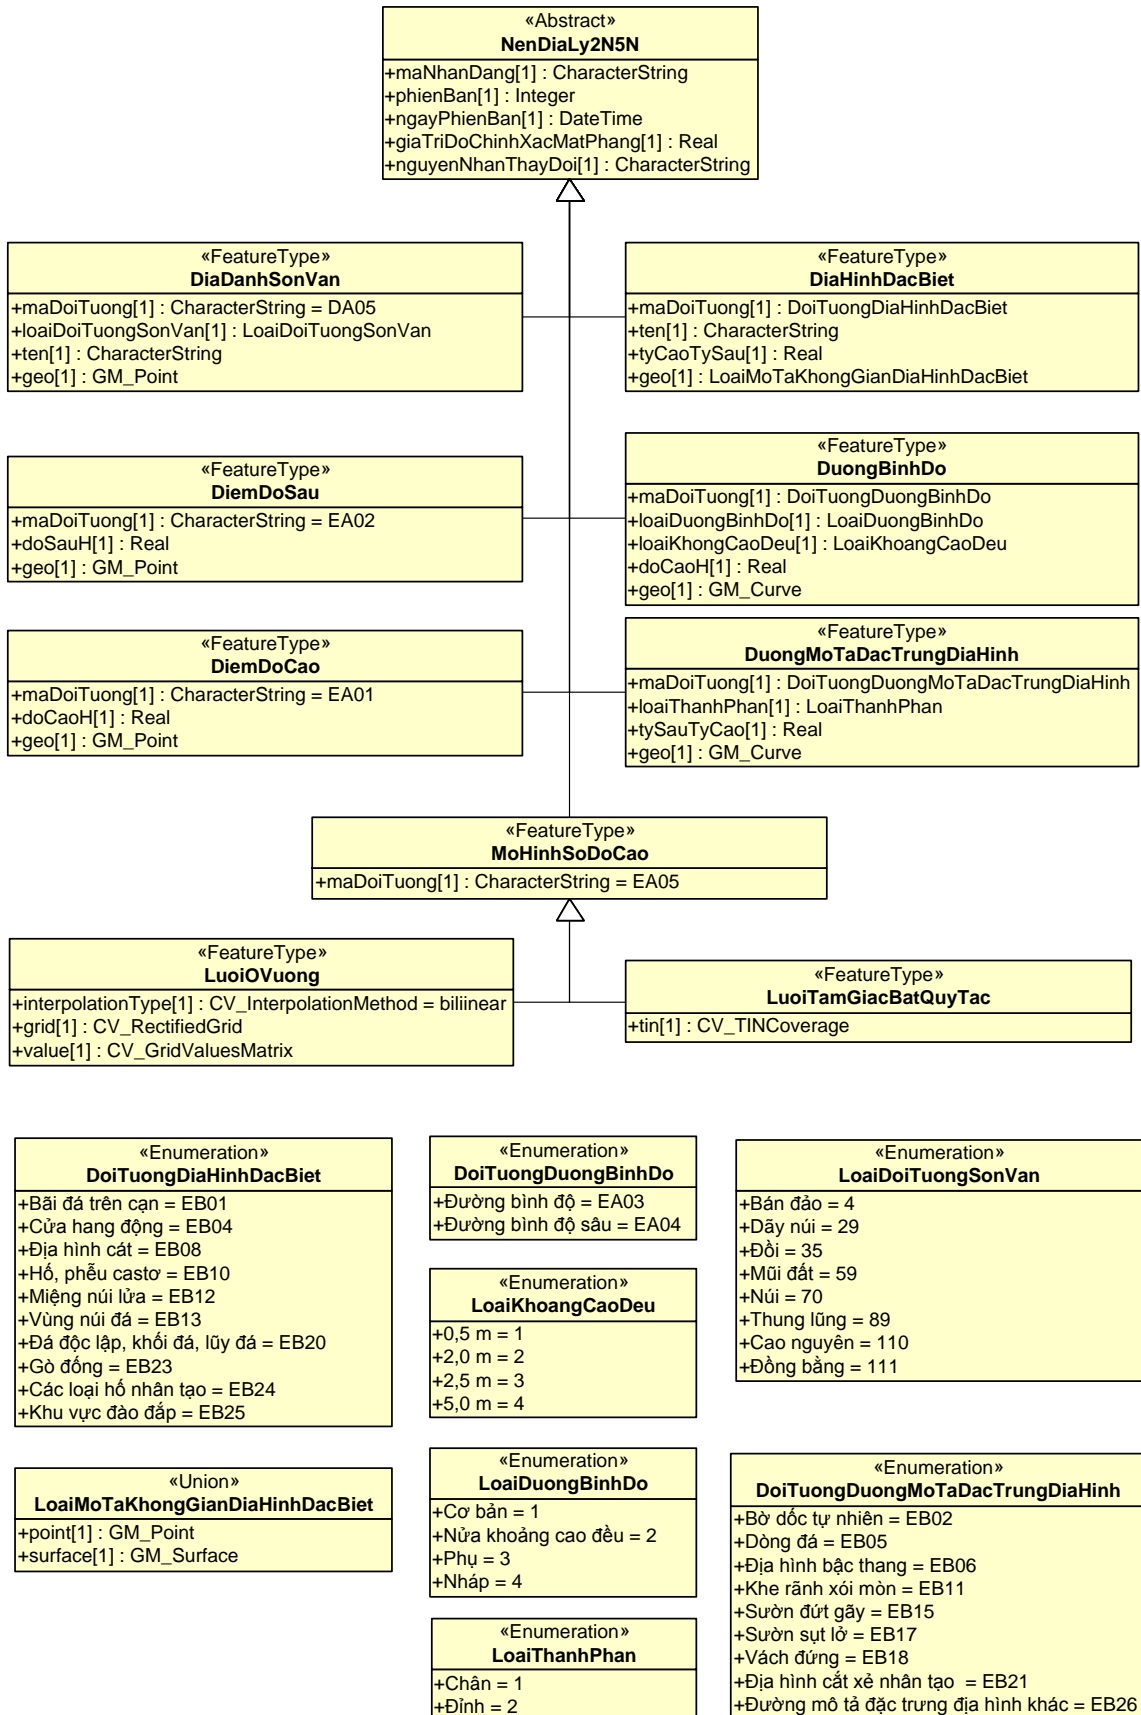 «Abstract»
NenDiaLy2N5N
+maNhanDang[1] : CharacterString
+phienBan[1] : Integer
+ngayPhienBan[1] : DateTime
+giaTriDoChinhXacMatPhang[1] : Real
+nguyenNhanThayDoi[1] : CharacterString
«FeatureType»
DiaDanhSonVan
+maDoiTuong[1] : CharacterString = DA05
+loaiDoiTuongSonVan[1] : LoaiDoiTuongSonVan
+ten[1] : CharacterString
+geo[1] : GM_Point
«FeatureType»
DiaHinhDacBiet
+maDoiTuong[1] : DoiTuongDiaHinhDacBiet
+ten[1] : CharacterString
+tyCaoTySau[1] : Real
+geo[1] : LoaiMoTaKhongGianDiaHinhDacBiet
«FeatureType»
DiemDoSau
+maDoiTuong[1] : CharacterString = EA02
+doSauH[1] : Real
+geo[1] : GM_Point
«FeatureType»
DuongBinhDo
+maDoiTuong[1] : DoiTuongDuongBinhDo
+loaiDuongBinhDo[1] : LoaiDuongBinhDo
+loaiKhongCaoDeu[1] : LoaiKhoangCaoDeu
+doCaoH[1] : Real
+geo[1] : GM_Curve
«FeatureType»
DiemDoCao
+maDoiTuong[1] : CharacterString = EA01
+doCaoH[1] : Real
+geo[1] : GM_Point
«FeatureType»
DuongMoTaDacTrungDiaHinh
+maDoiTuong[1] : DoiTuongDuongMoTaDacTrungDiaHinh
+loaiThanhPhan[1] : LoaiThanhPhan
+tySauTyCao[1] : Real
+geo[1] : GM_Curve
«FeatureType»
MoHinhSoDoCao
+maDoiTuong[1] : CharacterString = EA05
«FeatureType»
LuoiOVuong
+interpolationType[1] : CV_InterpolationMethod = biliinear
+grid[1] : CV_RectifiedGrid
+value[1] : CV_GridValuesMatrix
«FeatureType»
LuoiTamGiacBatQuyTac
+tin[1] : CV_TINCoverage
«Enumeration»
DoiTuongDiaHinhDacBiet
+Bãi đá trên cạn = EB01
+Cửa hang động = EB04
+Địa hình cát = EB08
+Hố, phễu castơ = EB10
+Miệng núi lửa = EB12
+Vùng núi đá = EB13
+Đá độc lập, khối đá, lũy đá = EB20
+Gò đống = EB23
+Các loại hố nhân tạo = EB24
+Khu vực đào đắp = EB25
«Enumeration»
DoiTuongDuongBinhDo
+Đường bình độ = EA03
+Đường bình độ sâu = EA04
«Enumeration»
LoaiDoiTuongSonVan
+Bán đảo = 4
+Dãy núi = 29
+Đồi = 35
+Mũi đất = 59
+Núi = 70
+Thung lũng = 89
+Cao nguyên = 110
+Đồng bằng = 111
«Enumeration»
LoaiKhoangCaoDeu
+0,5 m = 1
+2,0 m = 2
+2,5 m = 3
+5,0 m = 4
«Union»
LoaiMoTaKhongGianDiaHinhDacBiet
+point[1] : GM_Point
+surface[1] : GM_Surface
«Enumeration»
LoaiDuongBinhDo
+Cơ bản = 1
+Nửa khoảng cao đều = 2
+Phụ = 3
+Nháp = 4
«Enumeration»
DoiTuongDuongMoTaDacTrungDiaHinh
+Bờ dốc tự nhiên = EB02
+Dòng đá = EB05
+Địa hình bậc thang = EB06
+Khe rãnh xói mòn = EB11
+Sườn đứt gãy = EB15
+Sườn sụt lở = EB17
+Vách đứng = EB18
+Địa hình cắt xẻ nhân tạo = EB21
+Đường mô tả đặc trưng địa hình khác = EB26
«Enumeration»
LoaiThanhPhan
+Chân = 1
+Đỉnh = 2